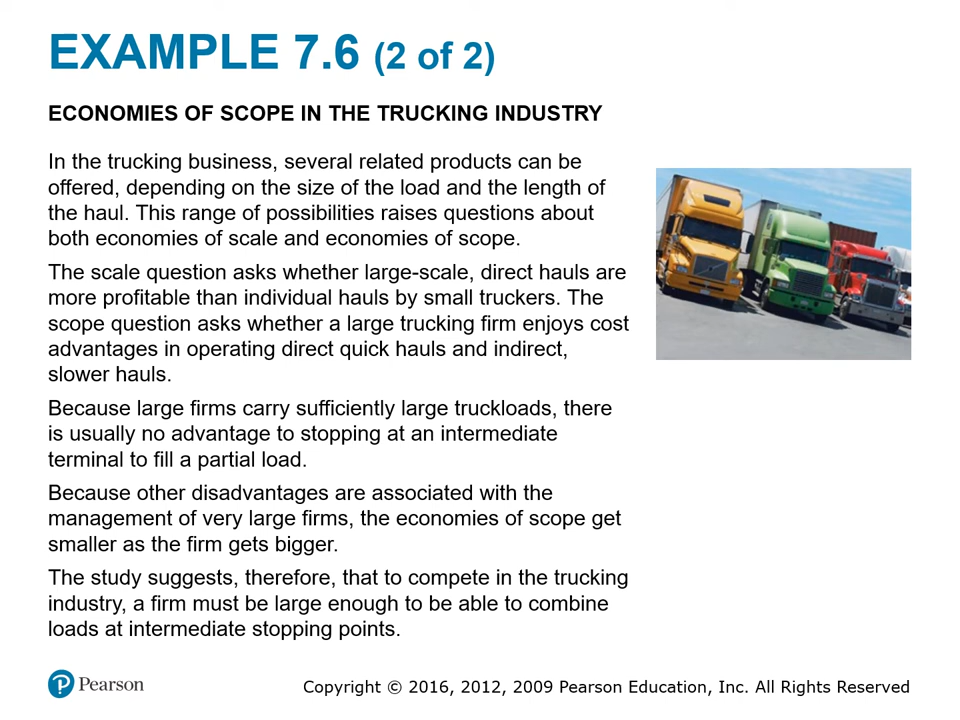 EXAMPLE 7.6 (2 of 2)
ECONOMIES OF SCOPE IN THE TRUCKING INDUSTRY
In the trucking business, several related products can be
offered, depending on the size of the load and the length of
the haul. This range of possibilities raises questions about
both economies of scale and economies of scope.
The scale question asks whether large-scale, direct hauls are
more profitable than individual hauls by small truckers. The
scope question asks whether a large trucking firm enjoys cost
advantages in operating direct quick hauls and indirect,
slower hauls.
Because large firms carry sufficiently large truckloads, there
is usually no advantage to stopping at an intermediate
terminal to fill a partial load.
Because other disadvantages are associated with the
management of very large firms, the economies of scope get
smaller as the firm gets bigger.
The study suggests, therefore, that to compete in the trucking
industry, a firm must be large enough to be able to combine
loads at intermediate stopping points.
Pearson
Copyright © 2016, 2012, 2009 Pearson Education, Inc. All Rights Reserved